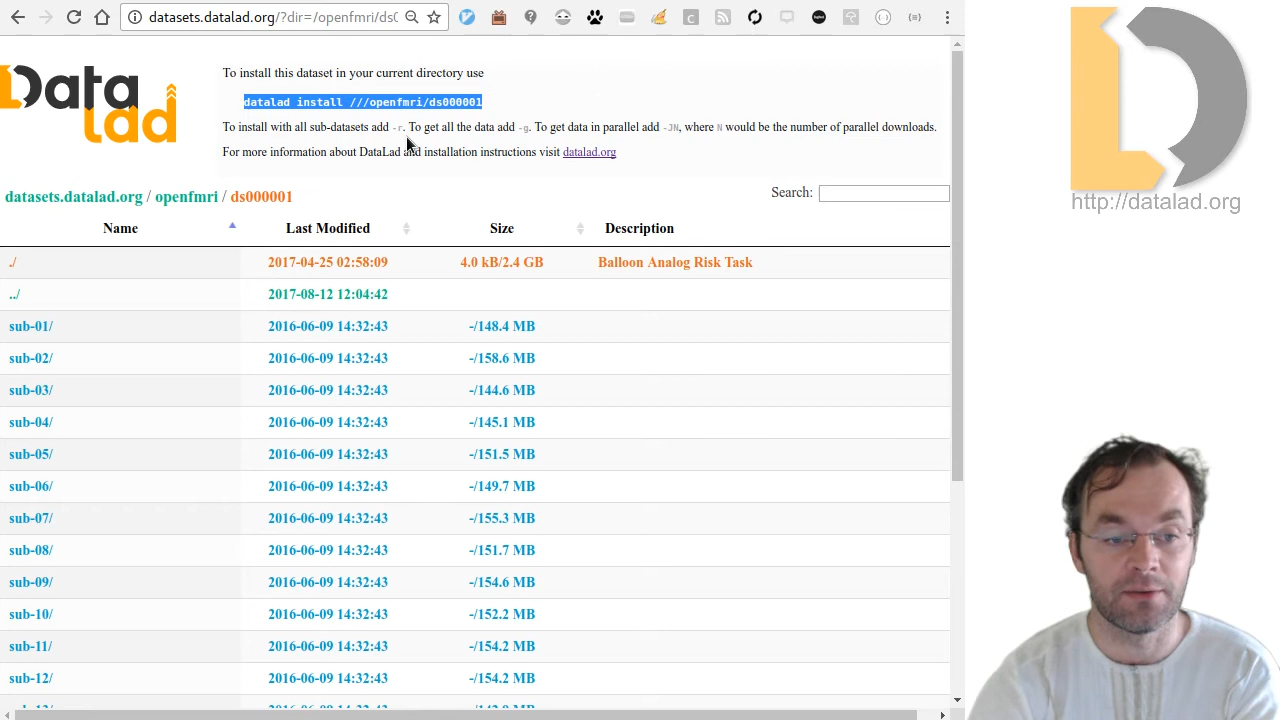 datasets.datalad.org/?dir=/openfmri/ds0
Data
lad
To install this dataset in your current directory use
datalad install ///openfmri/ds000001
To install with all sub-datasets add -r. To get all the data add -g. To get data in parallel add -JN, where N would be the number of parallel downloads.
For more information about DataLad and installation instructions visit datalad.org
http://datalad.org
datasets.datalad.org / openfmri / ds000001
Search:
Name Last Modified Size Description
./ 2017-04-25 02:58:09 4.0 kB/2.4 GB Balloon Analog Risk Task
../ 2017-08-12 12:04:42
sub-01/ 2016-06-09 14:32:43 -/148.4 MB
sub-02/ 2016-06-09 14:32:43 -/158.6 MB
sub-03/ 2016-06-09 14:32:43 -/144.6 MB
sub-04/ 2016-06-09 14:32:43 -/145.1 MB
sub-05/ 2016-06-09 14:32:43 -/151.5 MB
sub-06/ 2016-06-09 14:32:43 -/149.7 MB
sub-07/ 2016-06-09 14:32:43 -/155.3 MB
sub-08/ 2016-06-09 14:32:43 -/151.7 MB
sub-09/ 2016-06-09 14:32:43 -/154.6 MB
sub-10/ 2016-06-09 14:32:43 -/152.2 MB
sub-11/ 2016-06-09 14:32:43 -/154.2 MB
sub-12/ 2016-06-09 14:32:43 -/154.2 MB